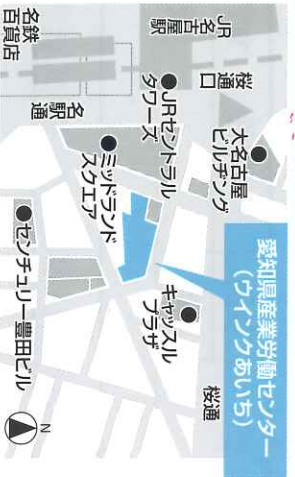 JR
名古屋駅
名鉄
百貨店
桜通口
名駅通
大名古屋
ビルヂング
JRセントラル
タワーズ
ミッドランド
スクエア
愛知県産業労働センター
(ウインクあいち)
キャッスル
プラザ
桜通
センチュリー豊田ビル
N